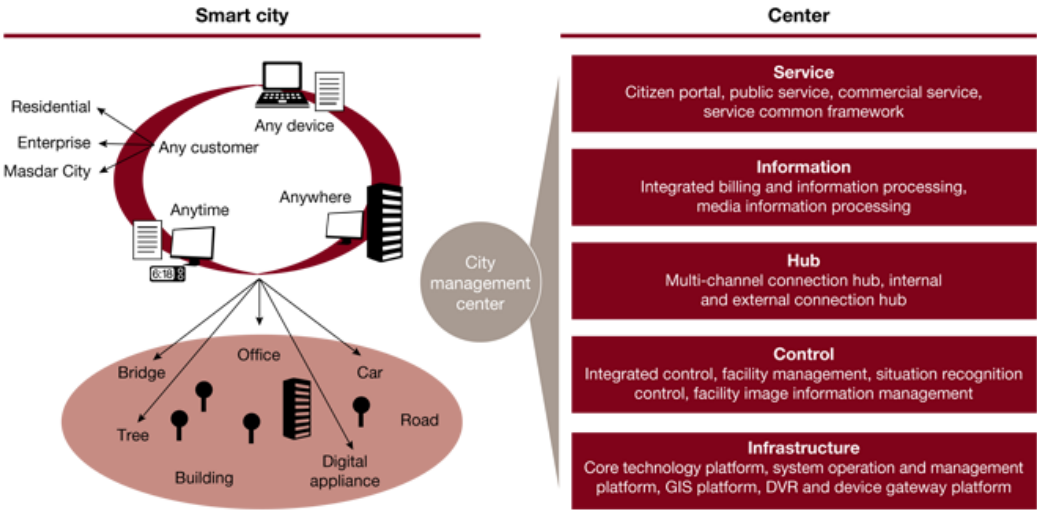 Smart city
Residential
Enterprise
Masdar City
Any customer
Any device
Anywhere
Anytime
6:18
Office
Bridge
Car
Tree
Road
Building
Digital
appliance
City
management
center
Center
Service
Citizen portal, public service, commercial service,
service common framework
Information
Integrated billing and information processing,
media information processing
Hub
Multi-channel connection hub, internal
and external connection hub
Control
Integrated control, facility management, situation recognition
control, facility image information management
Infrastructure
Core technology platform, system operation and management
platform, GIS platform, DVR and device gateway platform